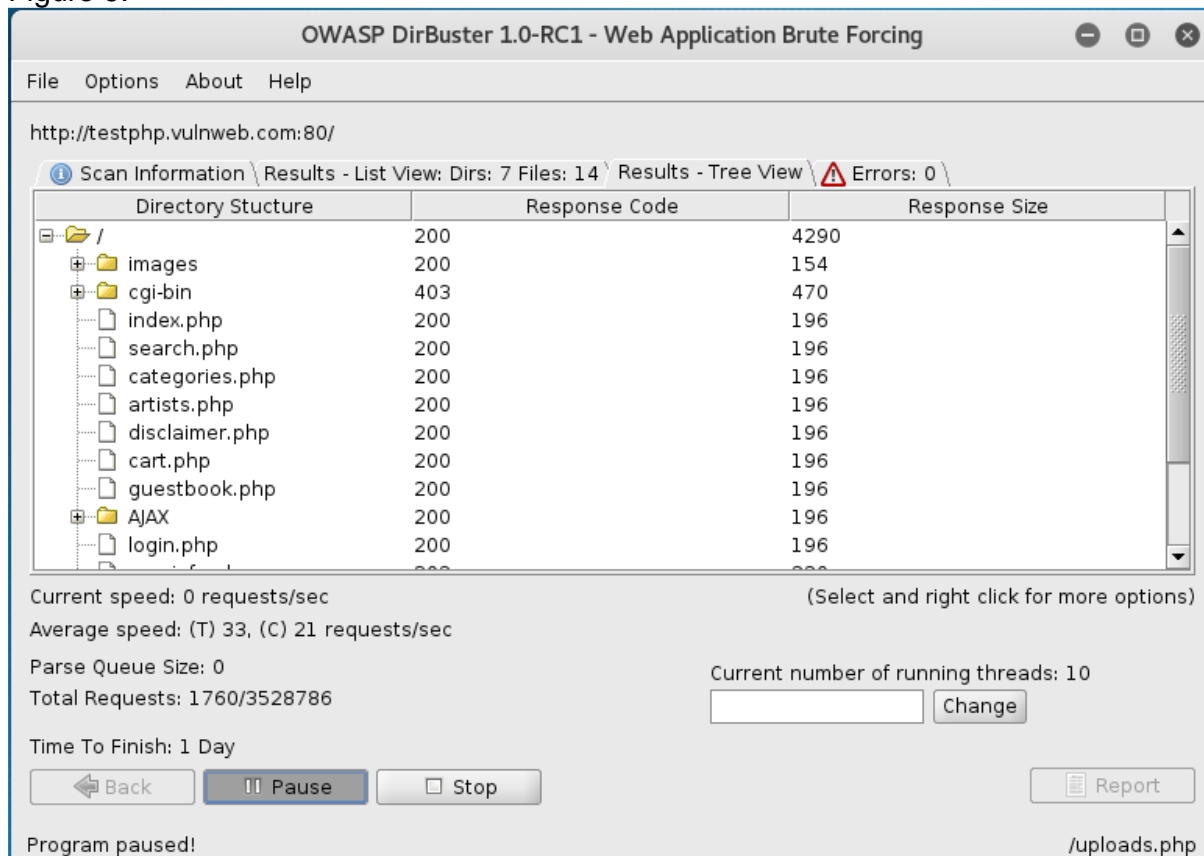 OWASP DirBuster 1.0-RC1 - Web Application Brute Forcing
File Options About Help
http://testphp.vulnweb.com:80/
Scan Information Results - List View: Dirs: 7 Files: 14 Results - Tree View Errors: 0
Directory Stucture Response Code Response Size
/ 200 4290
images 200 154
cgi-bin 403 470
index.php 200 196
search.php 200 196
categories.php 200 196
artists.php 200 196
disclaimer.php 200 196
cart.php 200 196
guestbook.php 200 196
AJAX 200 196
login.php 200 196
Current speed: 0 requests/sec (Select and right click for more options)
Average speed: (T) 33, (C) 21 requests/sec
Parse Queue Size: 0
Current number of running threads: 10
Total Requests: 1760/3528786
Change
Time To Finish: 1 Day
Back Pause Stop Report
Program paused! /uploads.php